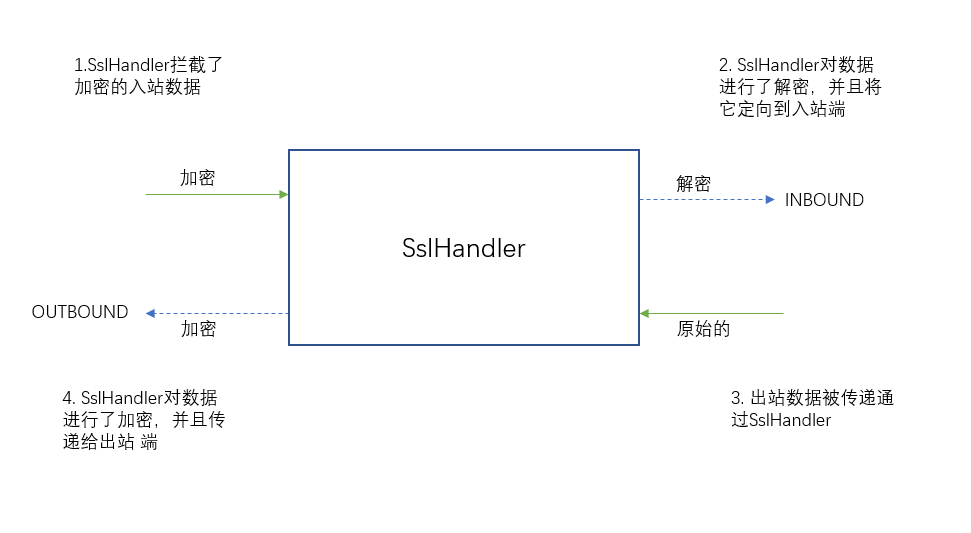 1.SslHandler拦截了
加密的入站数据
2. SslHandler对数据
进行了解密，并且将
它定向到入站端
加密
解密
INBOUND
SslHandler
OUTBOUND
加密
原始的
4. SslHandler对数据
进行了加密，并且传
递给出站 端
3. 出站数据被传递通
过SslHandler